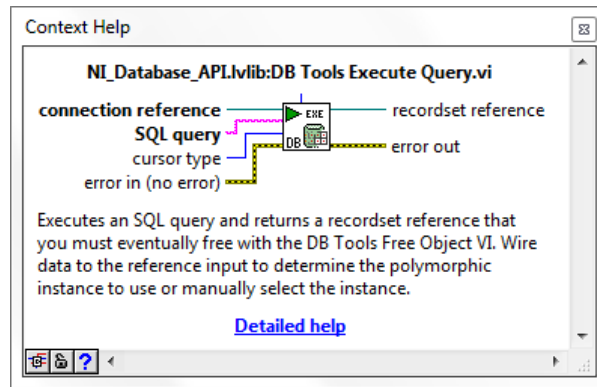 Context Help
NI_Database_API.lvlib:DB Tools Execute Query.vi
connection reference
SQL query
cursor type
error in (no error)
EXE
DB
recordset reference
error out
Executes an SQL query and returns a recordset reference that
you must eventually free with the DB Tools Free Object VI. Wire
data to the reference input to determine the polymorphic
instance to use or manually select the instance.
Detailed help
?